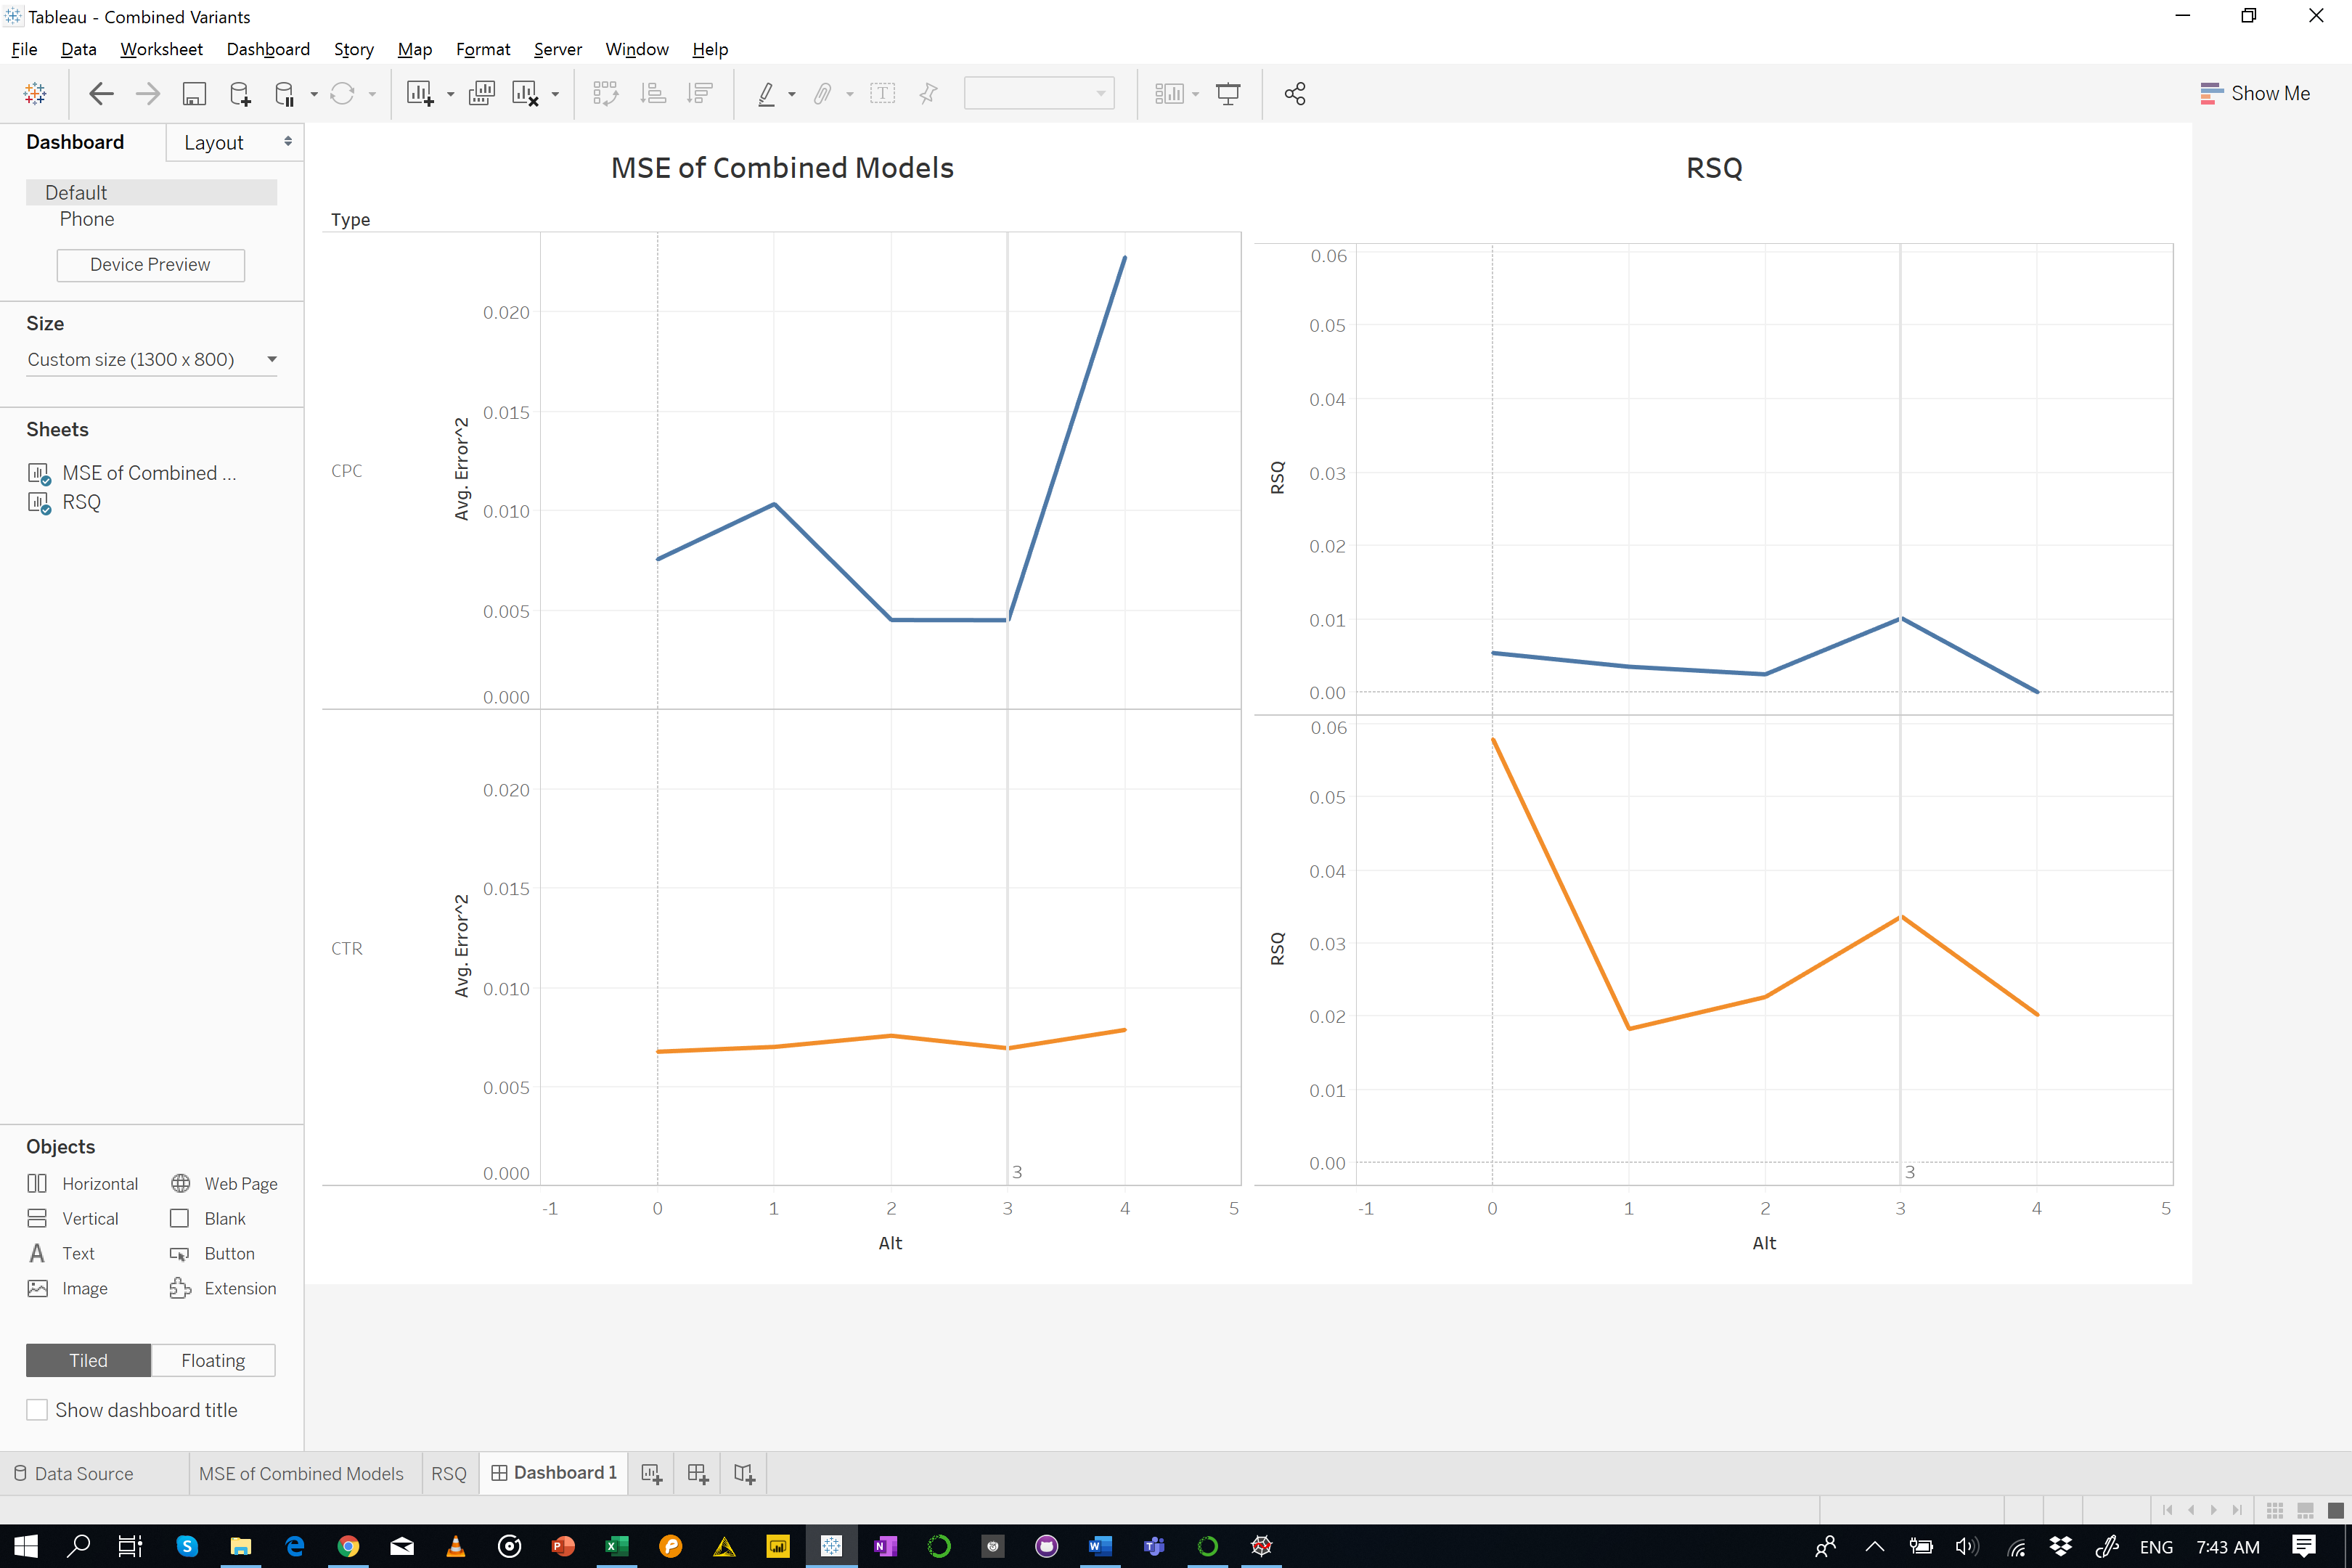 Tableau - Combined Variants
File Data Worksheet Dashboard Story Map Format Server Window Help
Show Me
Dashboard Layout
Default
Phone
Device Preview
Size
Custom size (1300 x 800)
Sheets
MSE of Combined ...
RSQ
Objects
Horizontal Web Page
Vertical Blank
Text Button
Image Extension
Tiled Floating
Show dashboard title
MSE of Combined Models
Type
CPC
Avg. Error^2
0.020
0.015
0.010
0.005
0.000
CTR
Avg. Error^2
0.020
0.015
0.010
0.005
0.000
3
-1 0 1 2 3 4 5
Alt
RSQ
RSQ
0.06
0.05
0.04
0.03
0.02
0.01
0.00
RSQ
0.06
0.05
0.04
0.03
0.02
0.01
0.00
3
-1 0 1 2 3 4 5
Alt
Data Source MSE of Combined Models RSQ Dashboard 1
ENG 7:43 AM